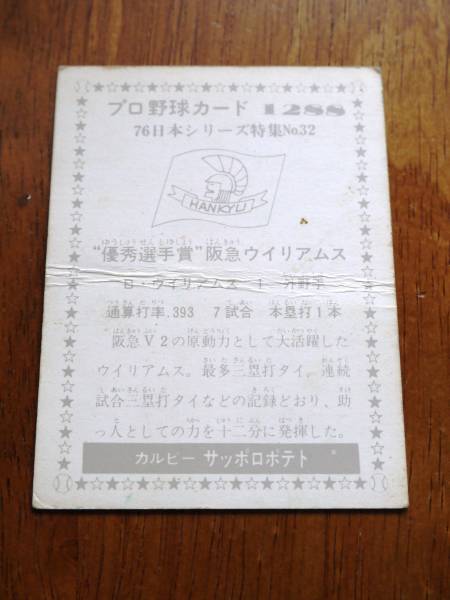 プロ野球カード 1288
76日本シリーズ特集No.32
HANKYU
"優秀選手賞"阪急ウイリアムス
B・ウイリアムス 1 外野手
通算打率.393 7試合 本塁打1本
阪急V2の原動力として大活躍した
ウイリアムス。最多三塁打タイ、連続
試合三塁打タイなどの記録どおり、助
っ人としての力を十二分に発揮した。
カルビー サッポロポテト